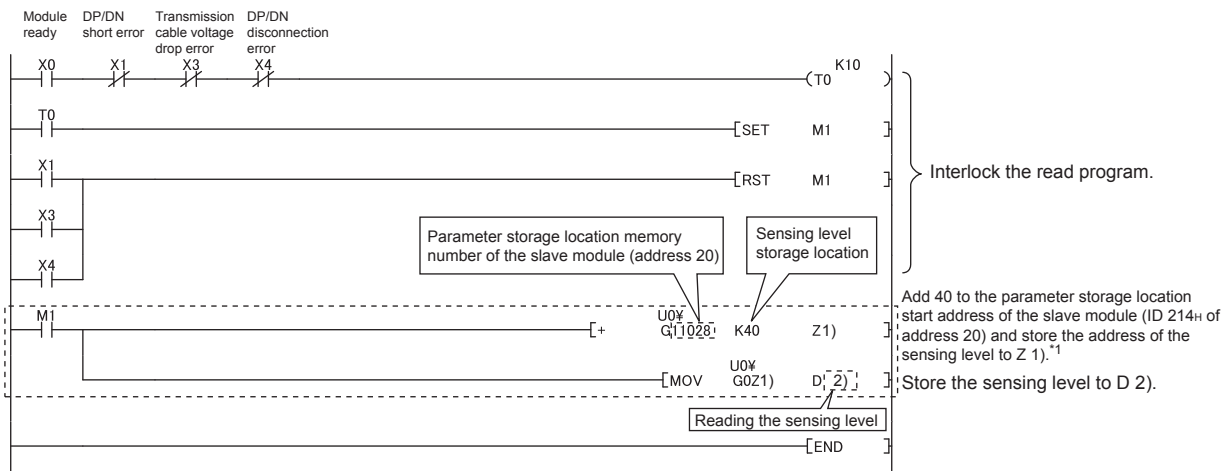 Module ready
DP/DN short error
Transmission cable voltage drop error
DP/DN disconnection error
X0 X1 X3 X4 K10
T0
T0
SET M1
X1
RST M1
X3
X4
Interlock the read program.
Parameter storage location memory
number of the slave module (address 20)
Sensing level
storage location
M1
U0¥
+ G11028 K40 Z1)
U0¥
MOV G0Z1) D 2)
Add 40 to the parameter storage location
start address of the slave module (ID 214H of
address 20) and store the address of the
sensing level to Z 1).*1
Store the sensing level to D 2).
Reading the sensing level
END